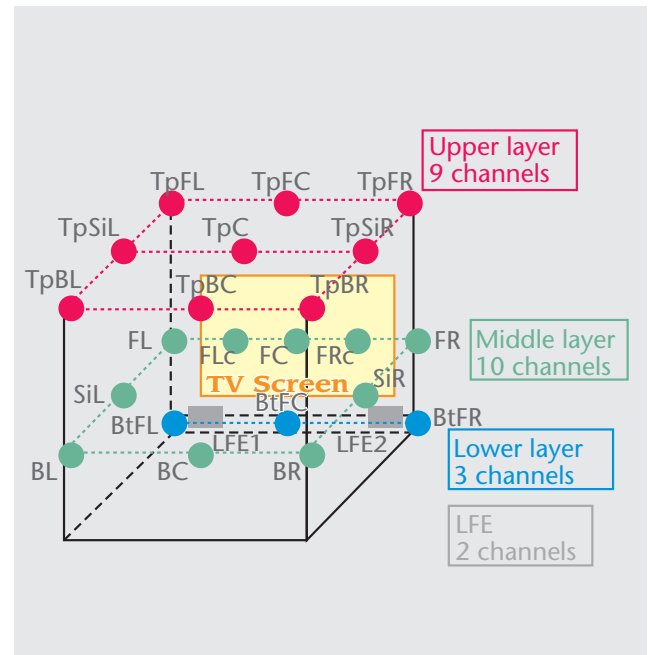 Upper layer
9 channels
TpFL TpFC TpFR
TpSiL TpC TpSiR
TpBL TpBC TpBR
FL FLc FC FRc FR
Middle layer
10 channels
TV Screen
SiL SiR
BtFL BtFC BtFR
LFE1 LFE2
BL BC BR
Lower layer
3 channels
LFE
2 channels